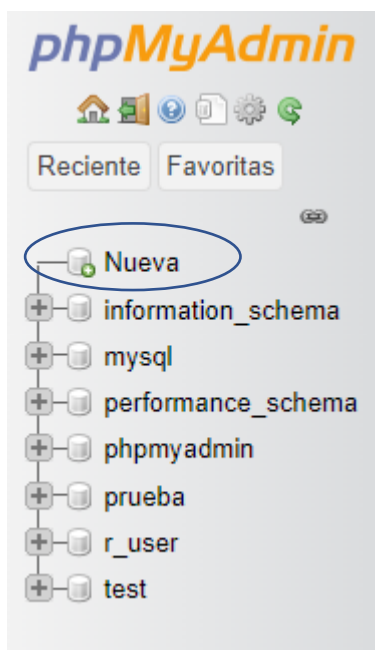 phpMyAdmin
Reciente Favoritas
Nueva
information_schema
mysql
performance_schema
phpmyadmin
prueba
r_user
test